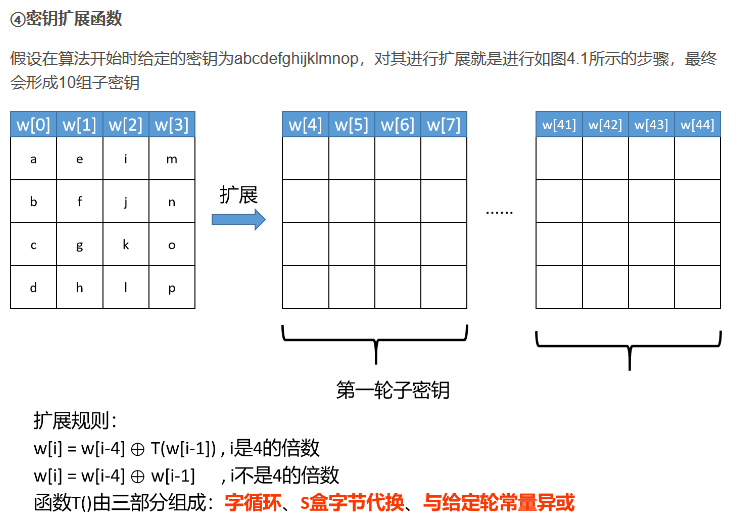 ④密钥扩展函数
假设在算法开始时给定的密钥为abcdefghijklmnop，对其进行扩展就是进行如图4.1所示的步骤，最终
会形成10组子密钥
w[0] w[1] w[2] w[3] w[4] w[5] w[6] w[7] w[41] w[42] w[43] w[44]
a e i m
b f j n
扩展
......
c g k o
d h l p
第一轮子密钥
扩展规则：
w[i] = w[i-4] ⊕ T(w[i-1]) , i是4的倍数
w[i] = w[i-4] ⊕ w[i-1] , i不是4的倍数
函数T()由三部分组成：字循环、S盒字节代换、与给定轮常量异或